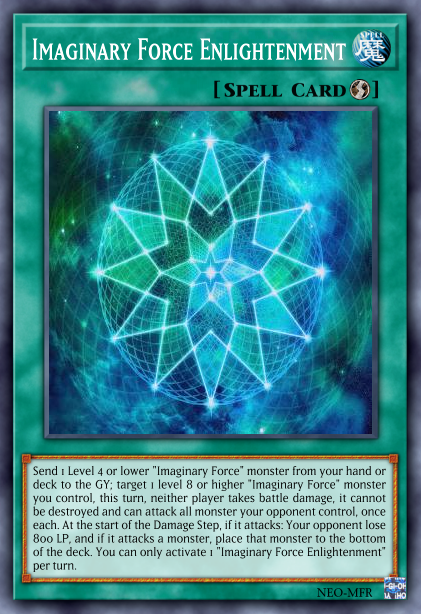 IMAGINARY FORCE ENLIGHTENMENT
SPELL
魔
[SPELL CARD]
Send 1 Level 4 or lower "Imaginary Force" monster from your hand or
deck to the GY; target 1 level 8 or higher "Imaginary Force" monster
you control, this turn, neither player takes battle damage, it cannot
be destroyed and can attack all monster your opponent control, once
each. At the start of the Damage Step, if it attacks: Your opponent lose
800 LP, and if it attacks a monster, place that monster to the bottom
of the deck. You can only activate 1 "Imaginary Force Enlightenment"
per turn.
NEO-MFR